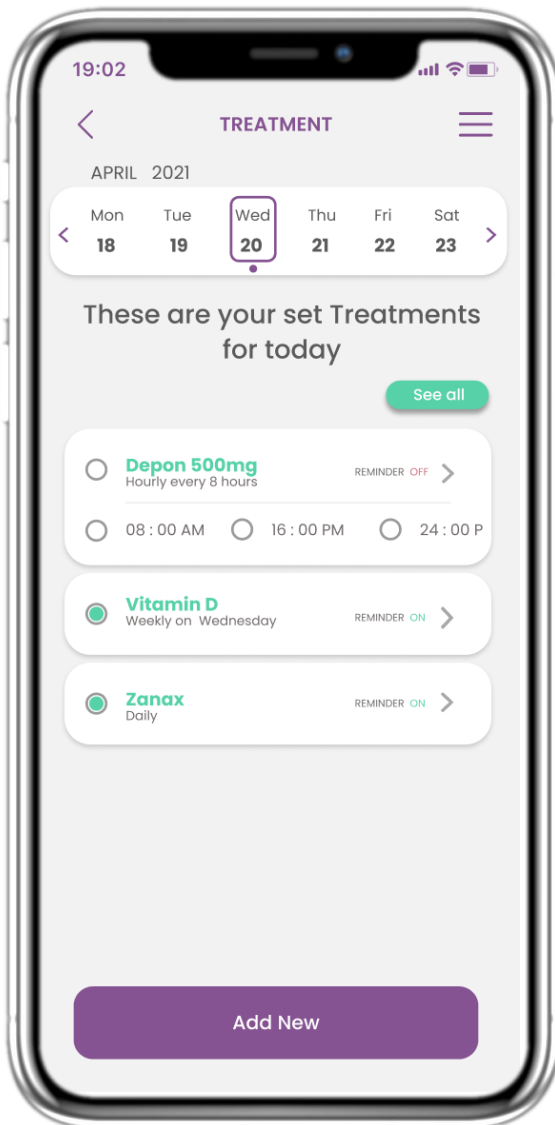 19:02
TREATMENT
APRIL 2021
Mon Tue Wed Thu Fri Sat
18 19 20 21 22 23
These are your set Treatments
for today
See all
Depon 500mg
Hourly every 8 hours
REMINDER OFF
08 : 00 AM 16 : 00 PM 24 : 00 P
Vitamin D
Weekly on Wednesday
REMINDER ON
Zanax
Daily
REMINDER ON
Add New